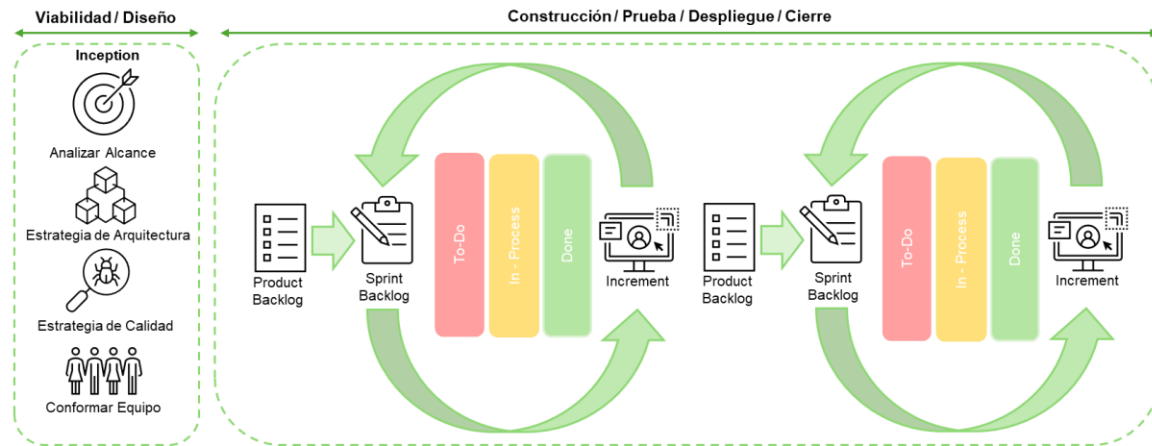 Viabilidad / Diseño
Construcción / Prueba / Despliegue / Cierre
Inception
Analizar Alcance
Estrategia de Arquitectura
Estrategia de Calidad
Conformar Equipo
Product
Backlog
Sprint
Backlog
To-Do
In - Process
Done
Increment
Product
Backlog
Sprint
Backlog
To-Do
In - Process
Done
Increment